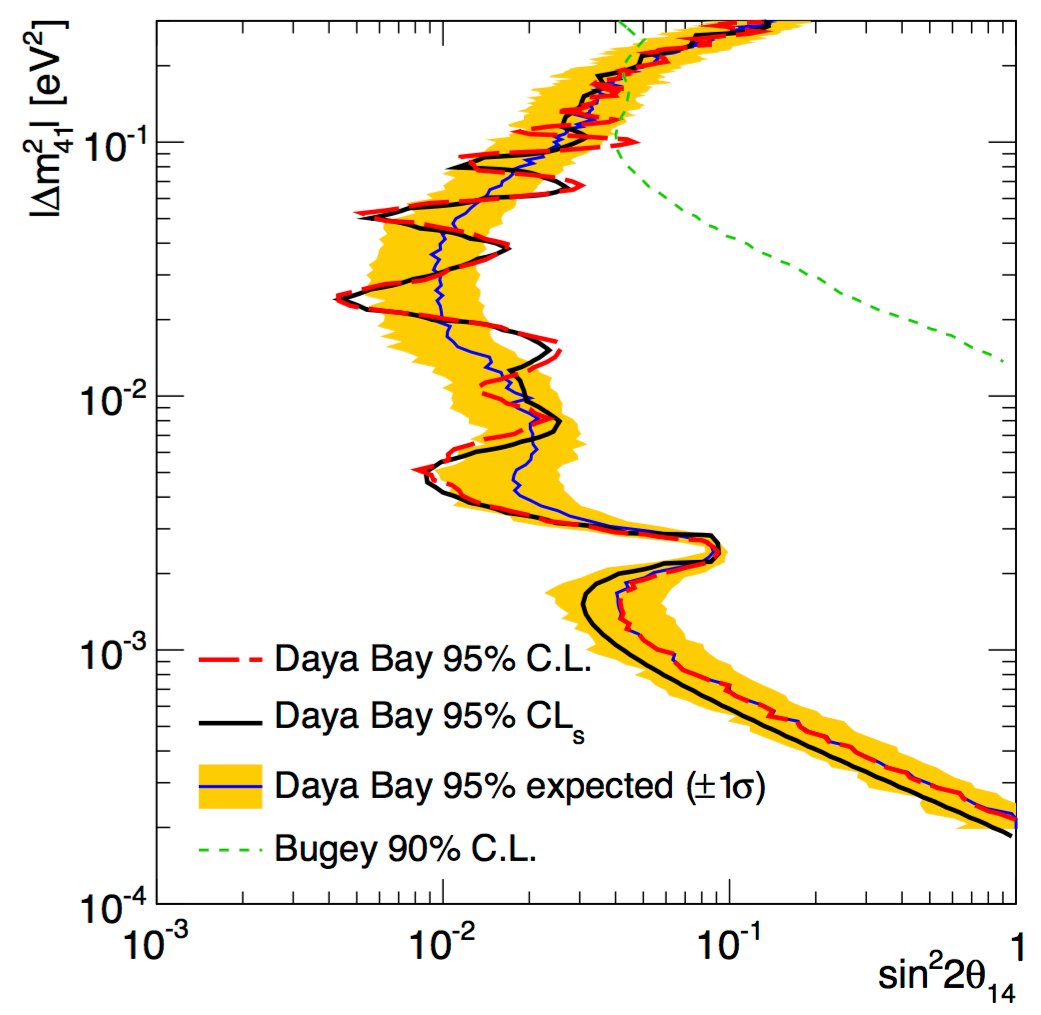 |Δm²₄₁| [eV²]
10⁻¹
10⁻²
10⁻³
10⁻⁴
Daya Bay 95% C.L.
Daya Bay 95% CLₛ
Daya Bay 95% expected (±1σ)
Bugey 90% C.L.
10⁻³ 10⁻² 10⁻¹ 1
sin²2θ₁₄